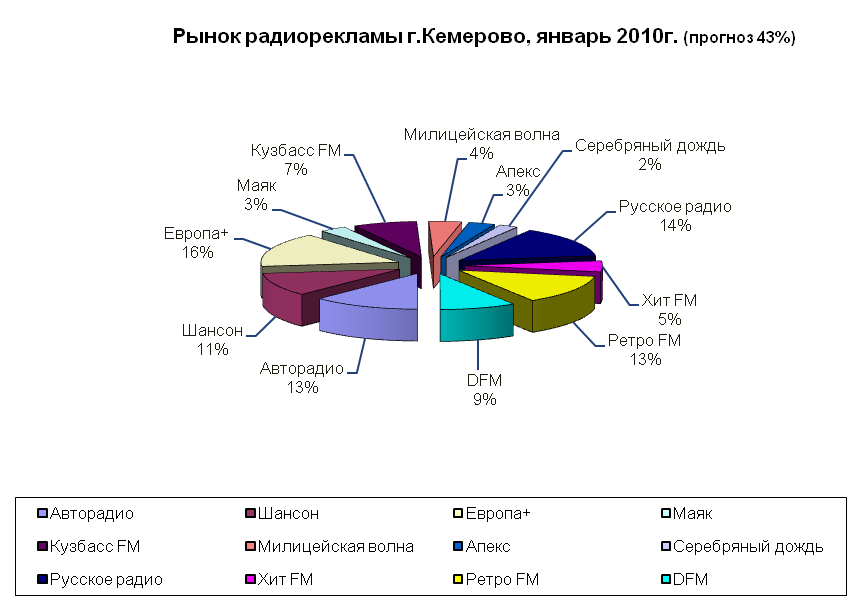 Рынок радиорекламы г.Кемерово, январь 2010г. (прогноз 43%)
Милицейская волна
4%
Кузбасс FM
7%
Серебряный дождь
2%
Апекс
3%
Маяк
3%
Русское радио
14%
Европа+
16%
Хит FM
5%
Шансон
11%
Ретро FM
13%
Авторадио
13%
DFM
9%
Авторадио Шансон Европа+ Маяк
Кузбасс FM Милицейская волна Апекс Серебряный дождь
Русское радио Хит FM Ретро FM DFM